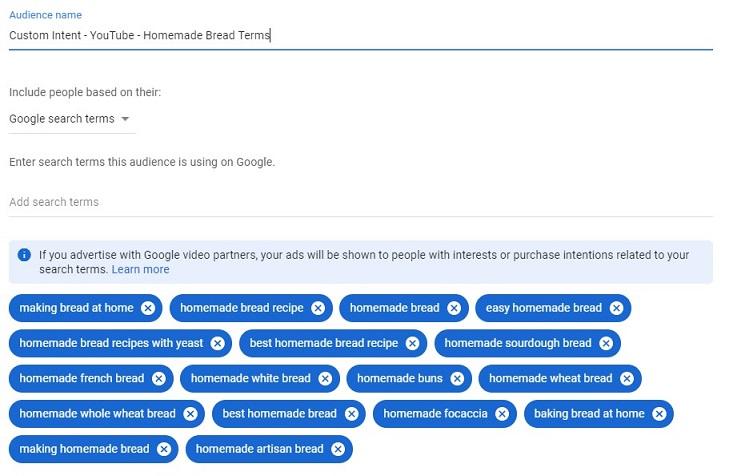 Audience name
Custom Intent - YouTube - Homemade Bread Terms
Include people based on their:
Google search terms
Enter search terms this audience is using on Google.
Add search terms
If you advertise with Google video partners, your ads will be shown to people with interests or purchase intentions related to your
search terms. Learn more
making bread at home homemade bread recipe homemade bread easy homemade bread
homemade bread recipes with yeast best homemade bread recipe homemade sourdough bread
homemade french bread homemade white bread homemade buns homemade wheat bread
homemade whole wheat bread best homemade bread homemade focaccia baking bread at home
making homemade bread homemade artisan bread